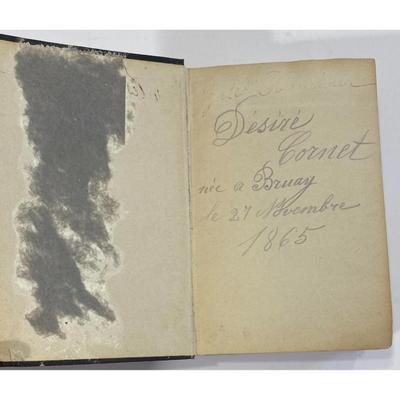 Désiré
Cornet
née a Bruay
le 27 Novembre
1865